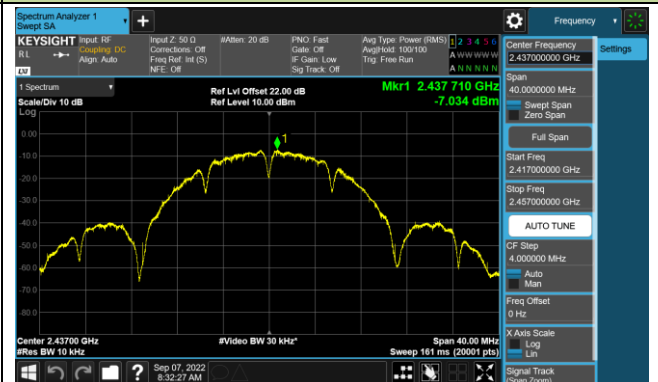 Spectrum Analyzer 1
Swept SA
Frequency
KEYSIGHT
RL
Input: RF
Coupling: DC
Align: Auto
Input Z: 50 Ω
Corrections: Off
Freq Ref: Int (S)
NFE: Off
#Atten: 20 dB
PNO: Fast
Gate: Off
IF Gain: Low
Sig Track: Off
Avg Type: Power (RMS)
Avg|Hold: 100/100
Trig: Free Run
1 2 3 4 5 6
A W W W W W
A N N N N N
LXI
1 Spectrum
Scale/Div 10 dB
Log
Ref Lvl Offset 22.00 dB
Ref Level 10.00 dBm
Mkr1 2.437 710 GHz
-7.034 dBm
1
0.00
-10.0
-20.0
-30.0
-40.0
-50.0
-60.0
-70.0
-80.0
Center 2.43700 GHz
#Res BW 10 kHz
#Video BW 30 kHz*
Span 40.00 MHz
Sweep 161 ms (20001 pts)
?
Sep 07, 2022
8:32:27 AM
Center Frequency
2.437000000 GHz
Span
40.0000000 MHz
Swept Span
Zero Span
Full Span
Start Freq
2.417000000 GHz
Stop Freq
2.457000000 GHz
AUTO TUNE
CF Step
4.000000 MHz
Auto
Man
Freq Offset
0 Hz
X Axis Scale
Log
Lin
Signal Track
(Span Zoom)
Settings